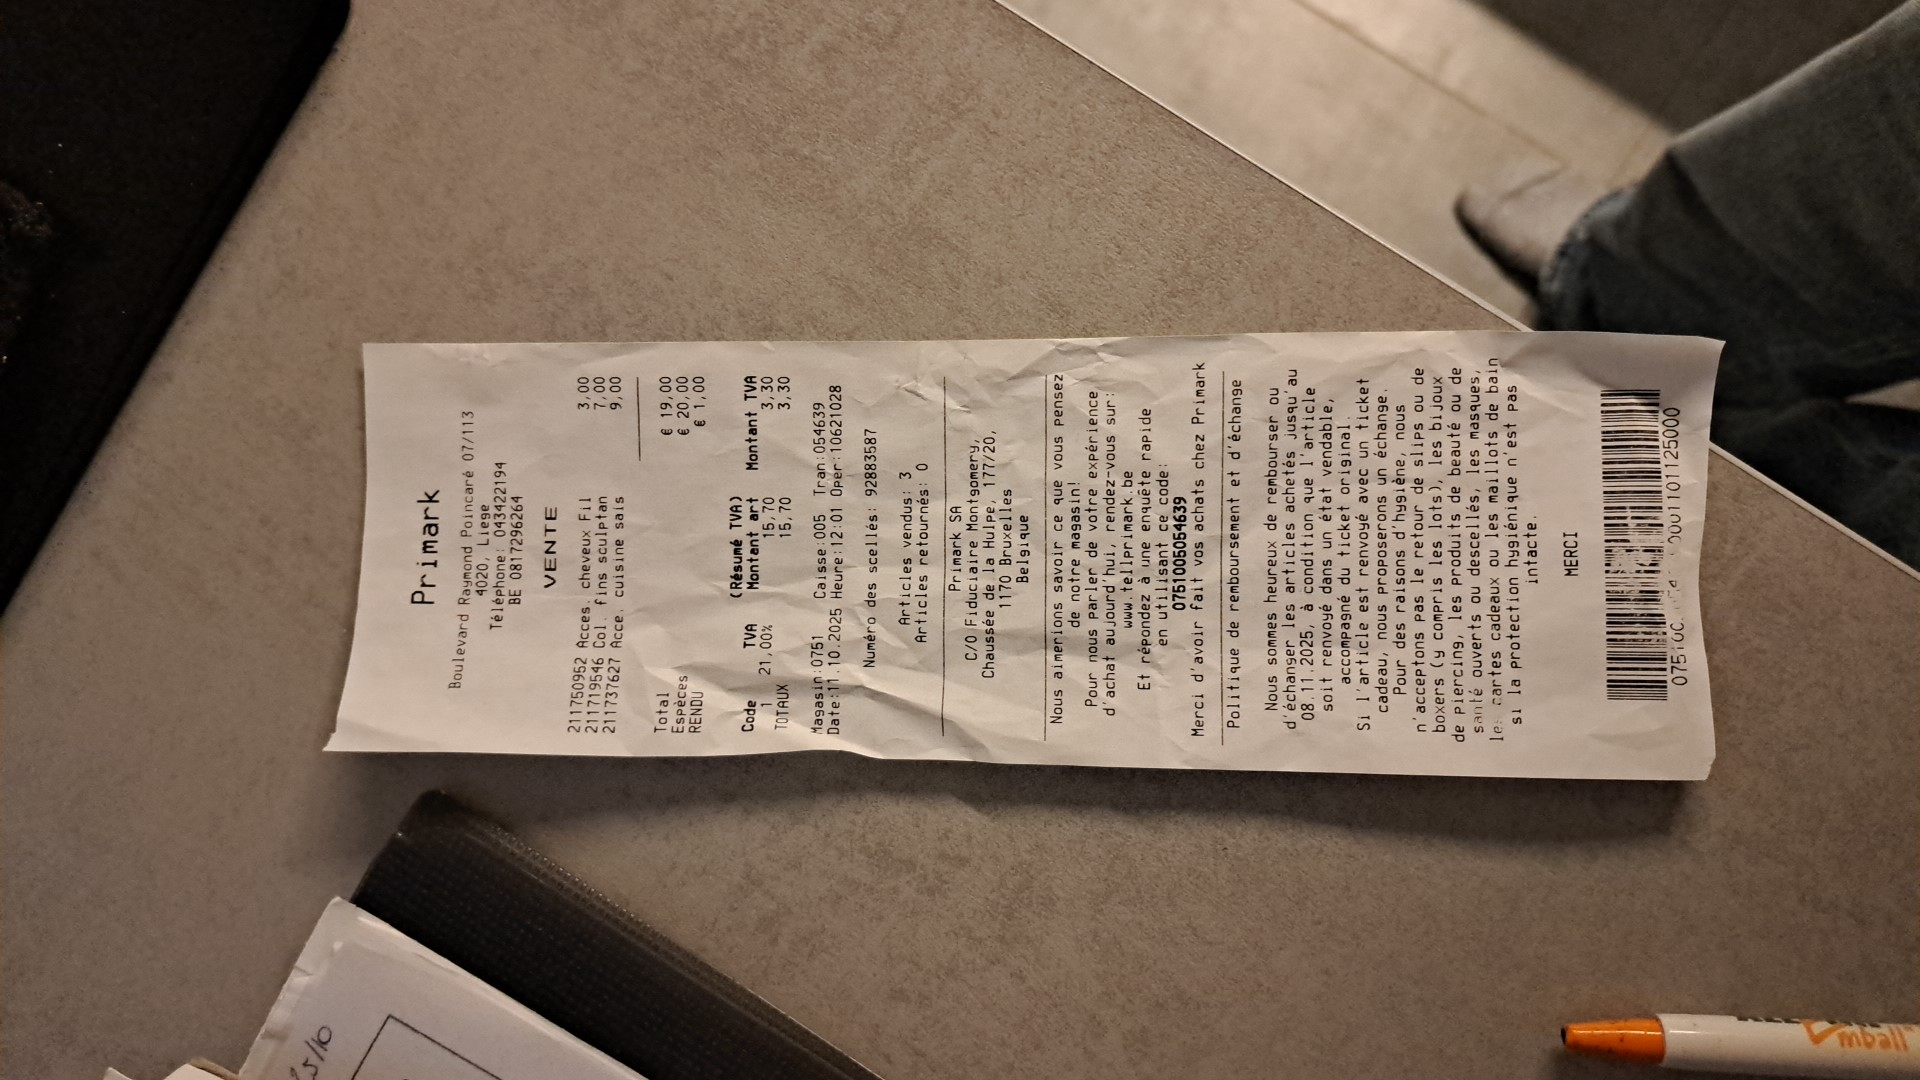 Primark
Boulevard Raymond Poincaré 07/113
4020, Liege
Téléphone: 043422194
BE 0817296264
VENTE
211750952 Acces. cheveux Fil 3,00
211719546 Col. fins sculptan 7,00
211737627 Acce. cuisine sais 9,00
Total € 19,00
Espèces € 20,00
RENDU € 1,00
(Résumé TVA)
Code TVA Montant art Montant TVA
1 21,00% 15,70 3,30
TOTAUX 15,70 3,30
Magasin:0751 Caisse:005 Tran:054639
Date:11.10.2025 Heure:12:01 Oper:10621028
Numéro des scellés: 92883587
Articles vendus: 3
Articles retournés: 0
Primark SA
C/O Fiduciaire Montgomery,
Chaussée de la Hulpe, 177/20,
1170 Bruxelles
Belgique
Nous aimerions savoir ce que vous pensez
de notre magasin!
Pour nous parler de votre expérience
d'achat aujourd'hui, rendez-vous sur:
www.tellprimark.be
Et répondez à une enquête rapide
en utilisant ce code:
0751005054639
Merci d'avoir fait vos achats chez Primark
Politique de remboursement et d'échange
Nous sommes heureux de rembourser ou
d'échanger les articles achetés jusqu'au
08.11.2025, à condition que l'article
soit renvoyé dans un état vendable,
accompagné du ticket original.
Si l'article est renvoyé avec un ticket
cadeau, nous proposerons un échange.
Pour des raisons d'hygiène, nous
n'acceptons pas le retour de slips ou de
boxers (y compris les lots), les bijoux
de piercing, les produits de beauté ou de
santé ouverts ou descellés, les masques,
les cartes cadeaux ou les maillots de bain
si la protection hygiénique n'est pas
intacte.
MERCI
25/10
mball